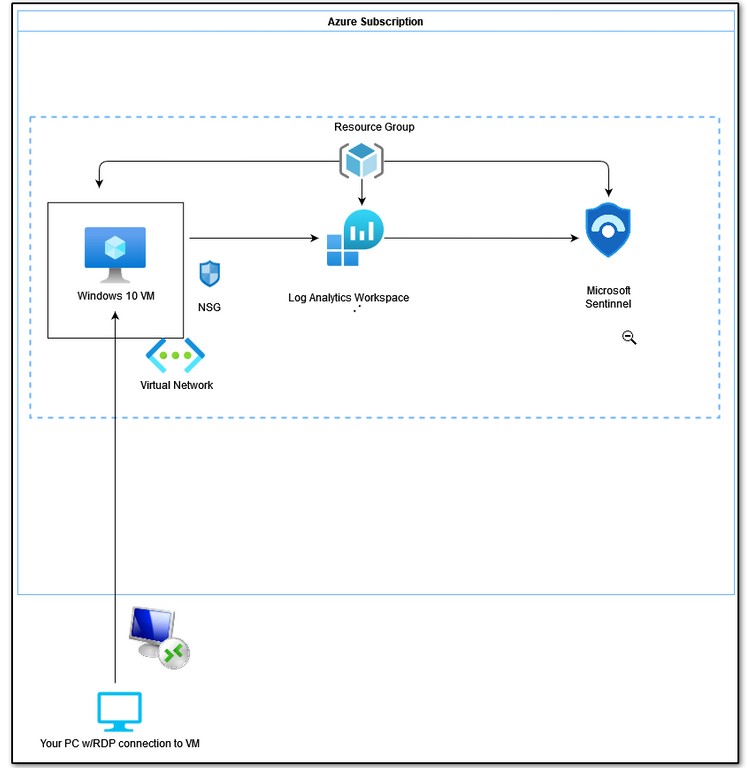 Azure Subscription
Resource Group
Windows 10 VM
NSG
Log Analytics Workspace
Microsoft
Sentinnel
Virtual Network
Your PC w/RDP connection to VM